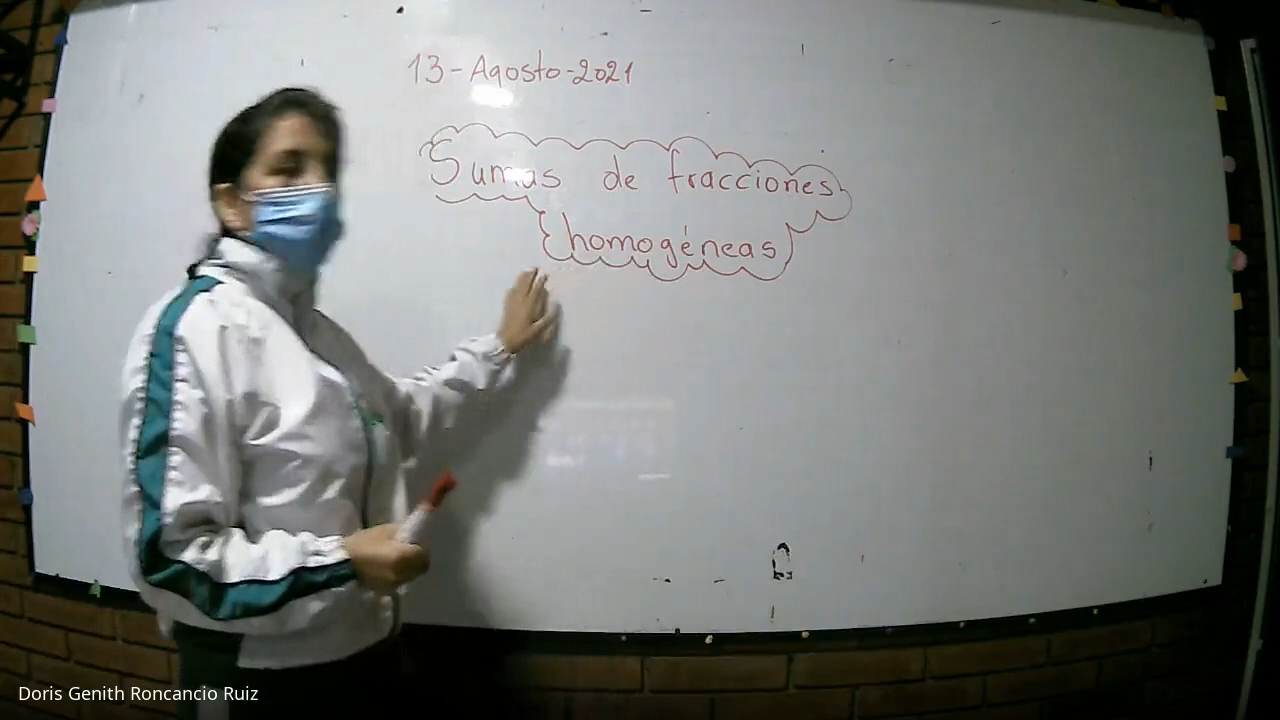 13-Agosto-2021
Sumas de fracciones
homogéneas
Doris Genith Roncancio Ruiz